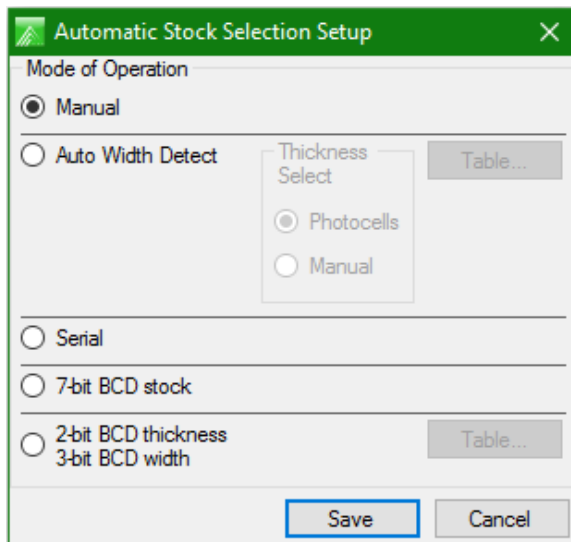 Automatic Stock Selection Setup
Mode of Operation
Manual
Auto Width Detect
Thickness
Select
Table...
Photocells
Manual
Serial
7-bit BCD stock
2-bit BCD thickness
3-bit BCD width
Table...
Save
Cancel